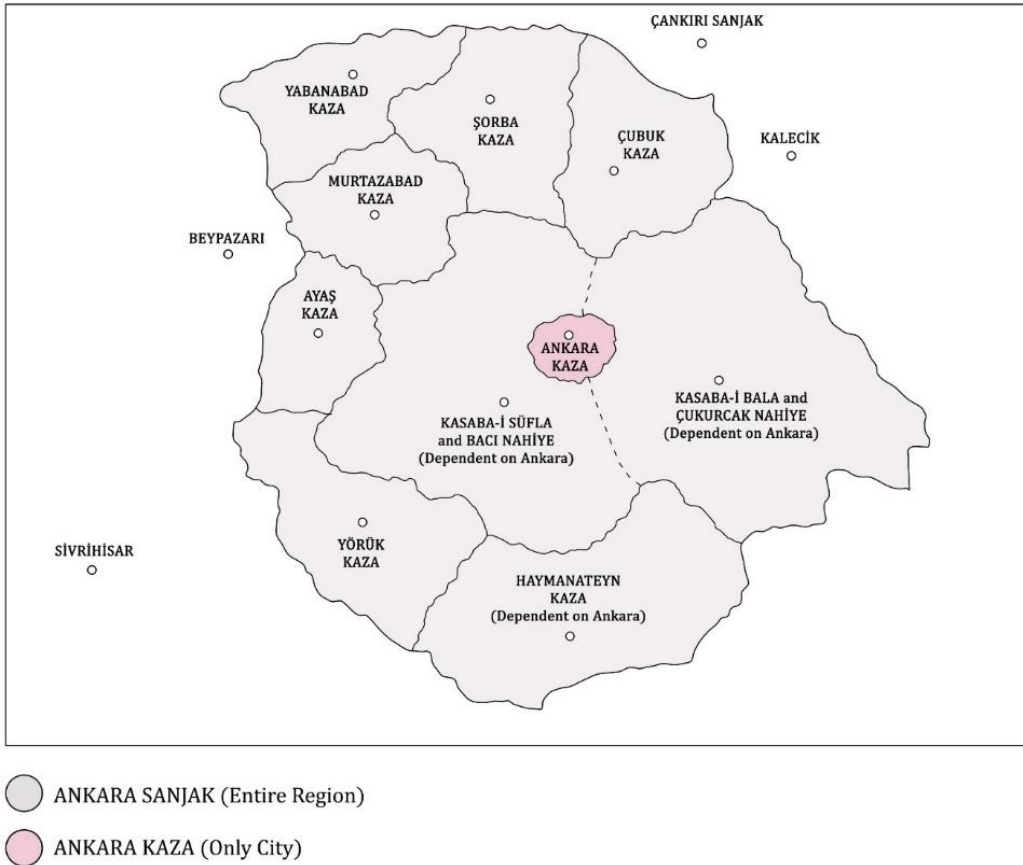 ÇANKIRI SANJAK
YABANABAD
KAZA
ŞORBA
KAZA
ÇUBUK
KAZA
KALECİK
MURTAZABAD
KAZA
BEYPAZARI
AYAŞ
KAZA
ANKARA
KAZA
KASABA-İ SÜFLA
and BACI NAHİYE
(Dependent on Ankara)
KASABA-İ BALA and
ÇUKURCAK NAHİYE
(Dependent on Ankara)
SİVRİHİSAR
YÖRÜK
KAZA
HAYMANATEYN
KAZA
(Dependent on Ankara)
ANKARA SANJAK (Entire Region)
ANKARA KAZA (Only City)